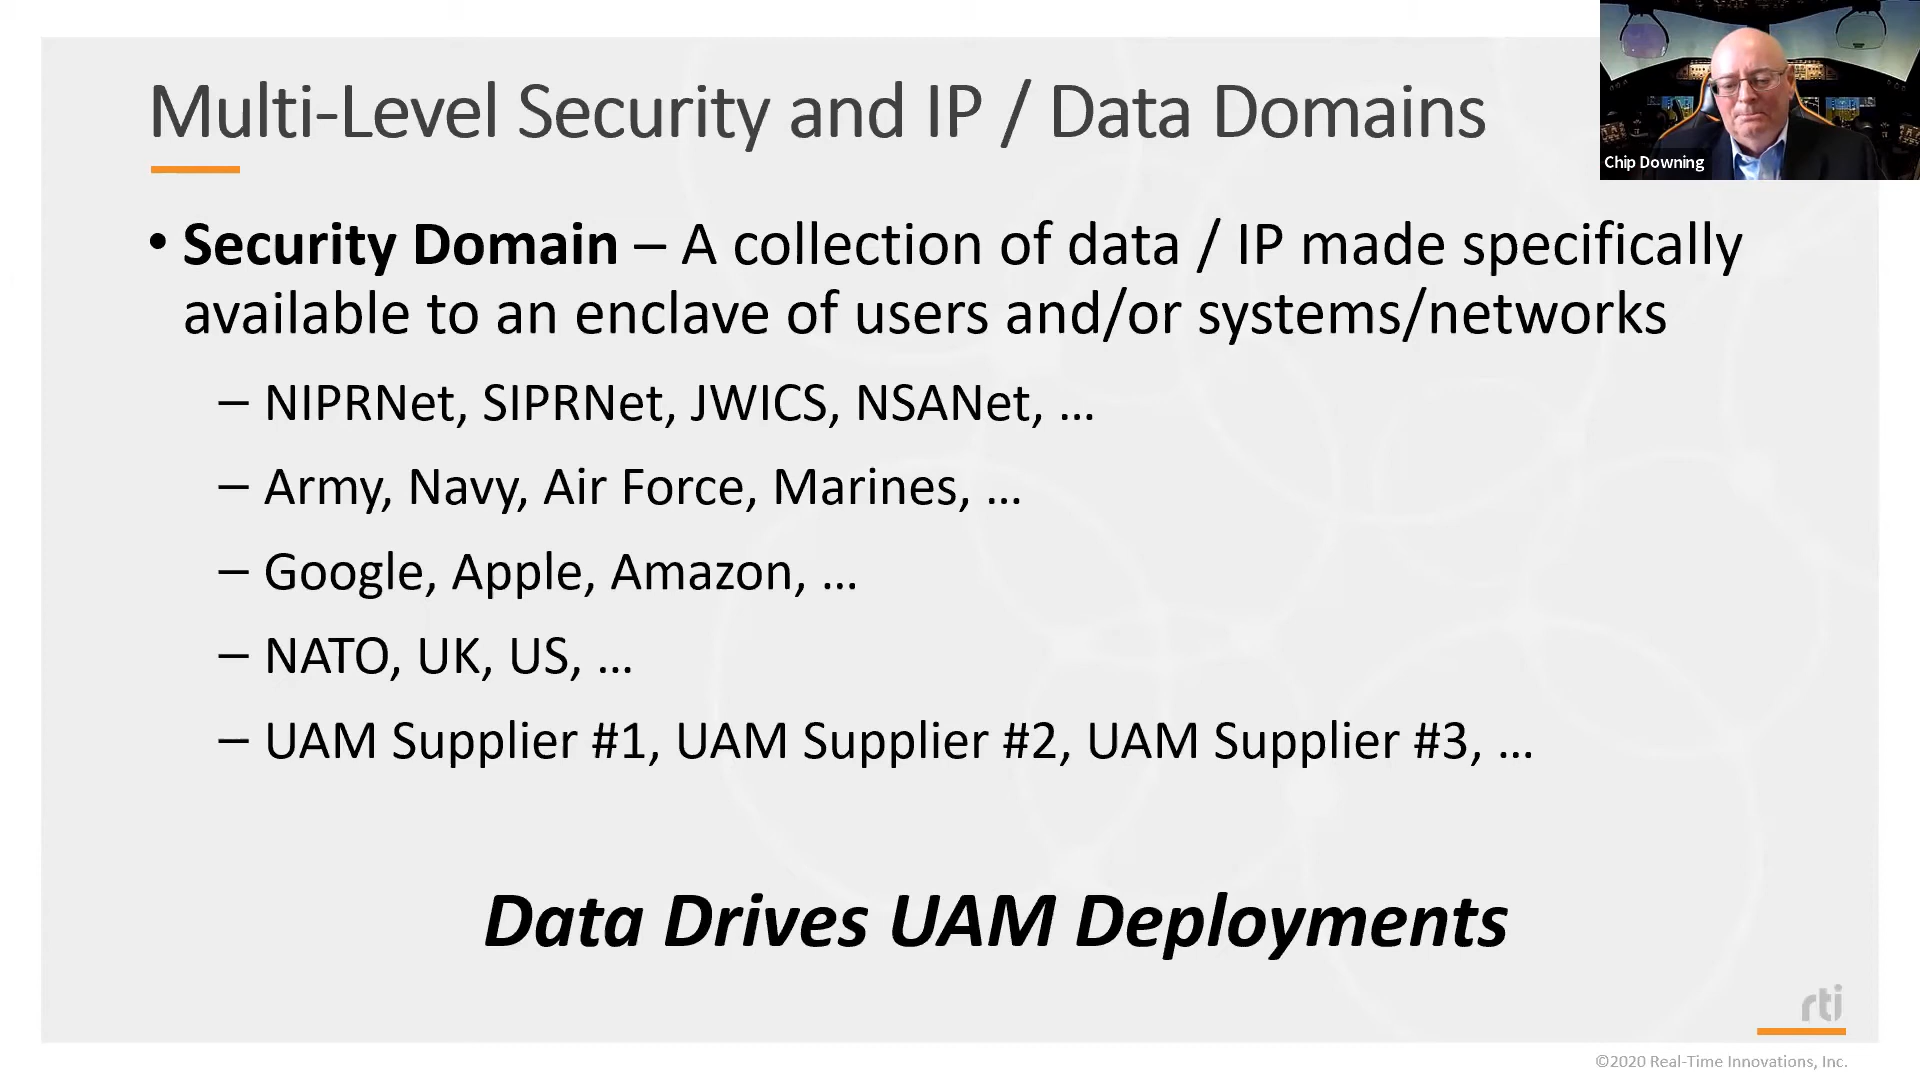 Multi-Level Security and IP / Data Domains
Chip Downing
• Security Domain – A collection of data / IP made specifically
available to an enclave of users and/or systems/networks
– NIPRNet, SIPRNet, JWICS, NSANet, …
– Army, Navy, Air Force, Marines, …
– Google, Apple, Amazon, …
– NATO, UK, US, …
– UAM Supplier #1, UAM Supplier #2, UAM Supplier #3, …
Data Drives UAM Deployments
rti
©2020 Real-Time Innovations, Inc.